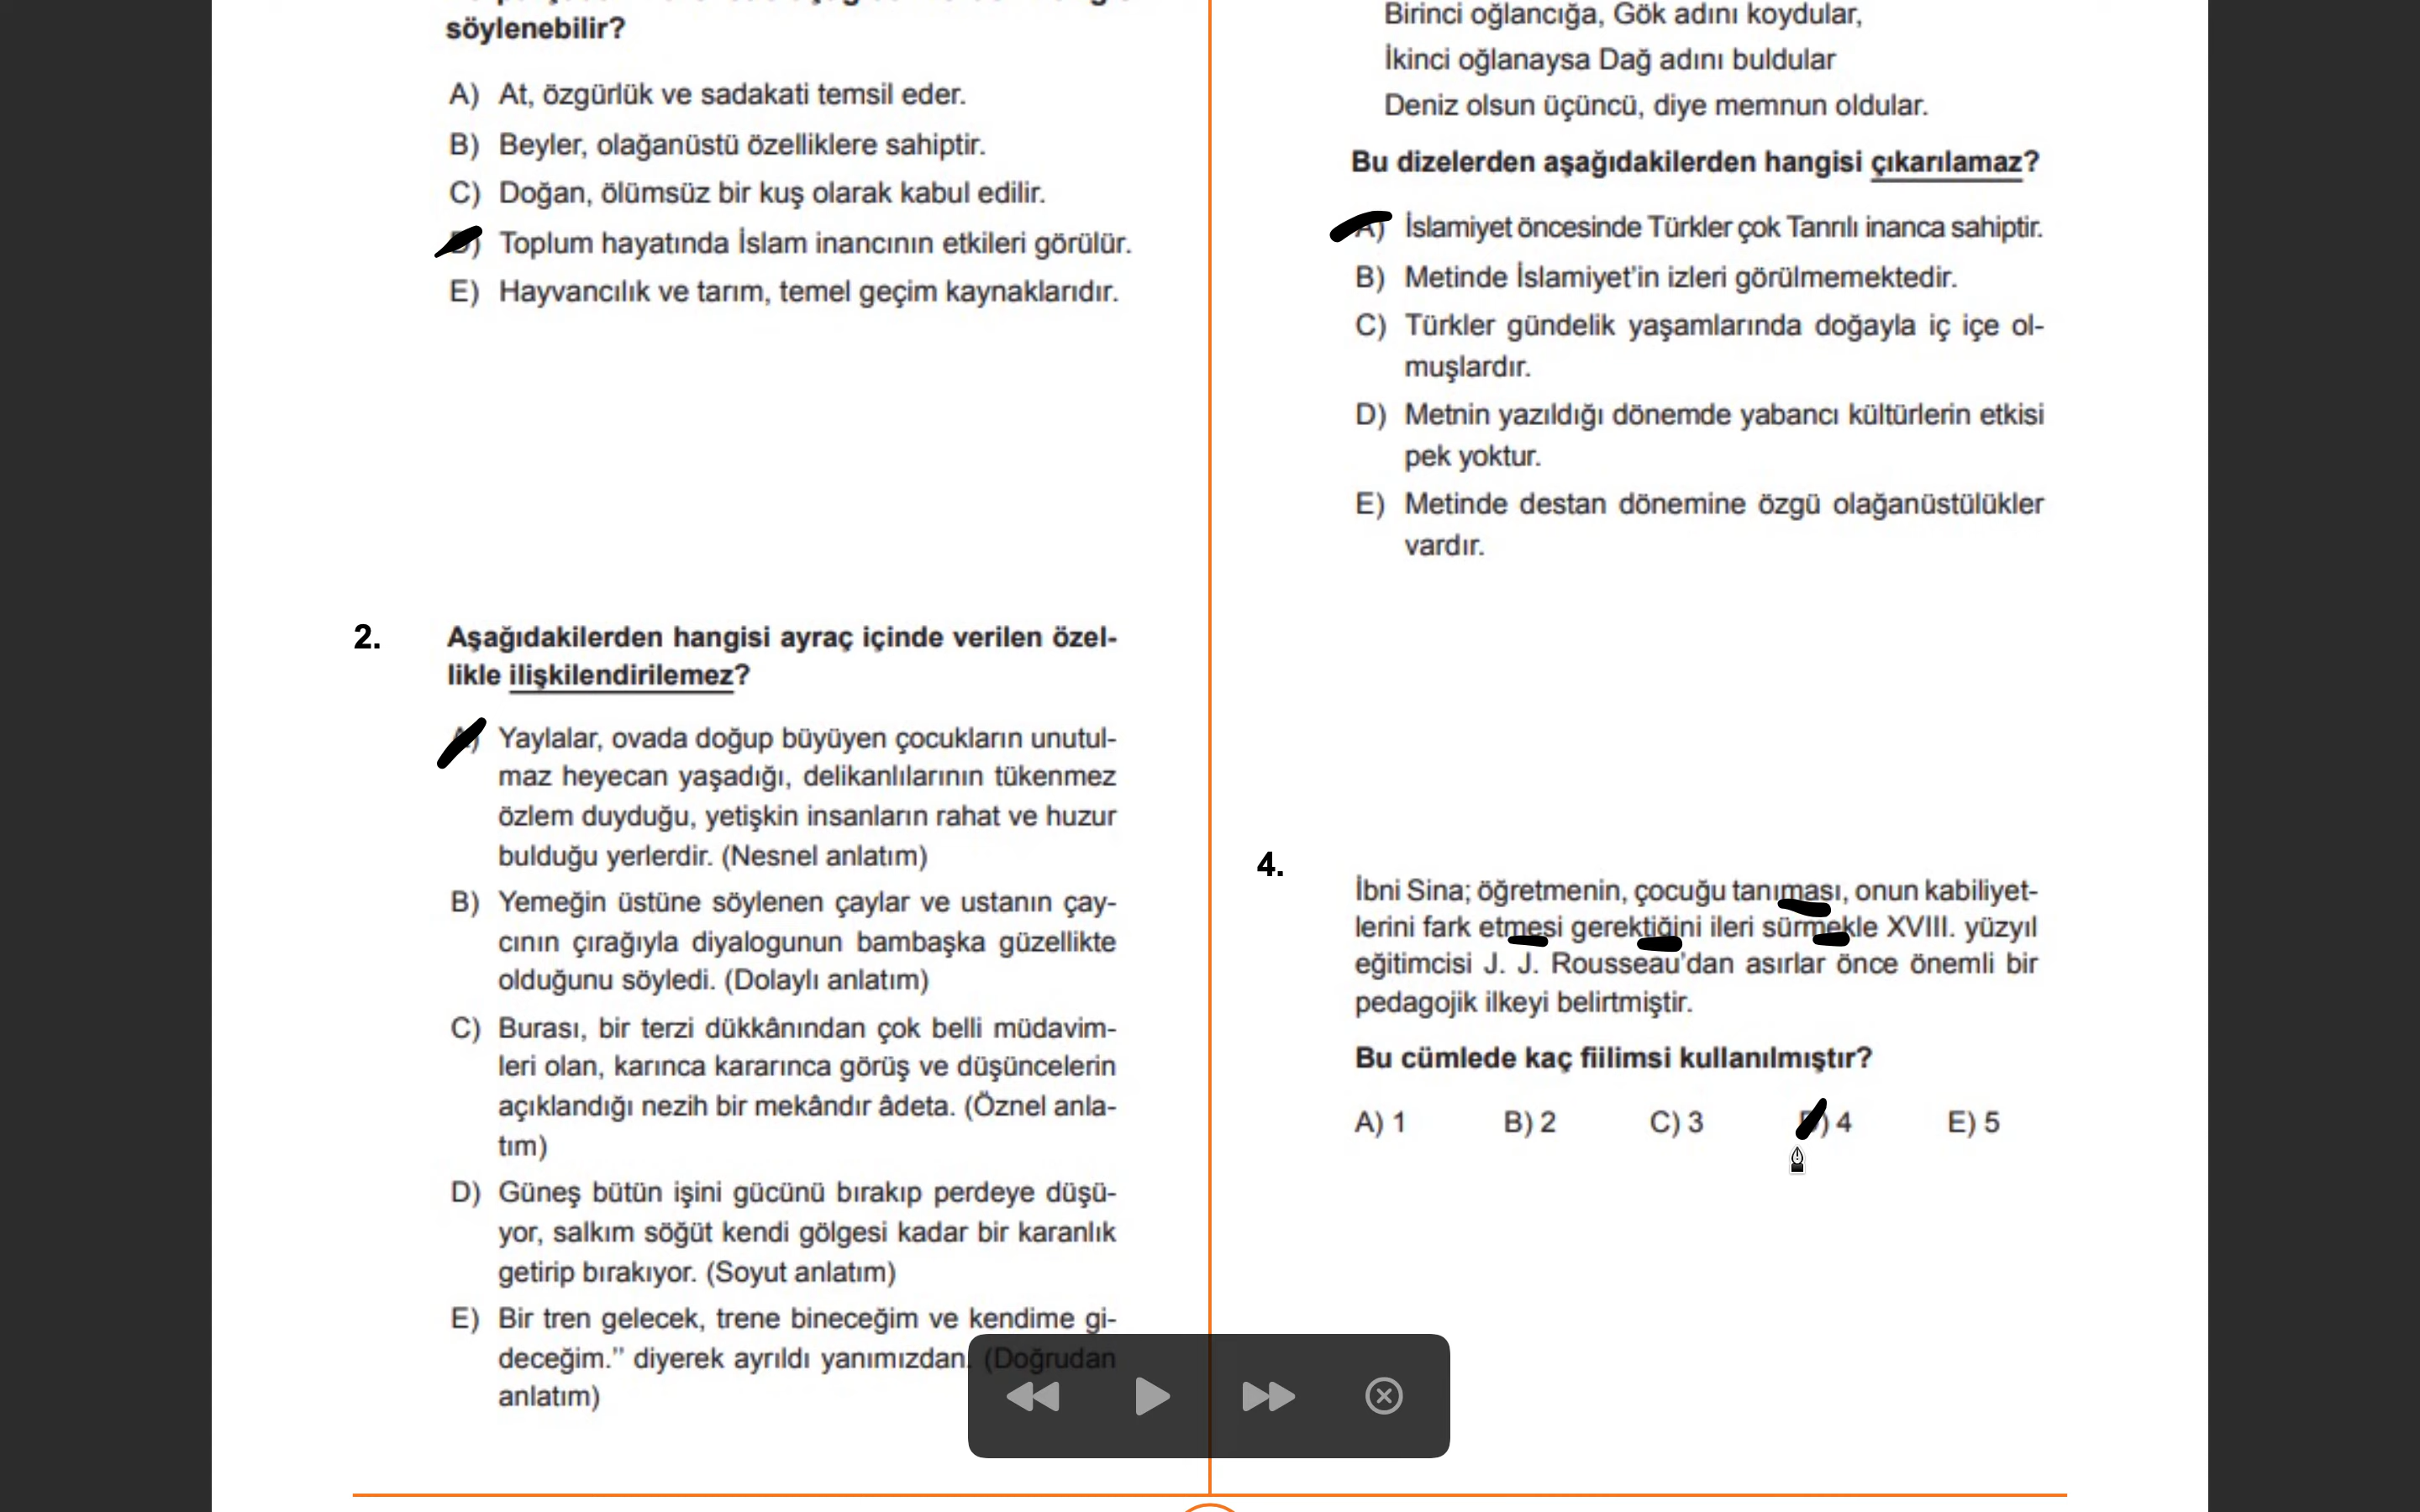 söylenebilir?
A) At, özgürlük ve sadakati temsil eder.
B) Beyler, olağanüstü özelliklere sahiptir.
C) Doğan, ölümsüz bir kuş olarak kabul edilir.
D) Toplum hayatında İslam inancının etkileri görülür.
E) Hayvancılık ve tarım, temel geçim kaynaklarıdır.
2. Aşağıdakilerden hangisi ayraç içinde verilen özel-
likle ilişkilendirilemez?
A) Yaylalar, ovada doğup büyüyen çocukların unutul-
maz heyecan yaşadığı, delikanlılarının tükenmez
özlem duyduğu, yetişkin insanların rahat ve huzur
bulduğu yerlerdir. (Nesnel anlatım)
B) Yemeğin üstüne söylenen çaylar ve ustanın çay-
cının çırağıyla diyalogunun bambaşka güzellikte
olduğunu söyledi. (Dolaylı anlatım)
C) Burası, bir terzi dükkânından çok belli müdavim-
leri olan, karınca kararınca görüş ve düşüncelerin
açıklandığı nezih bir mekândır âdeta. (Öznel anla-
tım)
D) Güneş bütün işini gücünü bırakıp perdeye düşü-
yor, salkım söğüt kendi gölgesi kadar bir karanlık
getirip bırakıyor. (Soyut anlatım)
E) Bir tren gelecek, trene bineceğim ve kendime gi-
deceğim.” diyerek ayrıldı yanımızdan. (Doğrudan
anlatım)
Birinci oğlancığa, Gök adını koydular,
İkinci oğlanaysa Dağ adını buldular
Deniz olsun üçüncü, diye memnun oldular.
Bu dizelerden aşağıdakilerden hangisi çıkarılamaz?
A) İslamiyet öncesinde Türkler çok Tanrılı inanca sahiptir.
B) Metinde İslamiyet’in izleri görülmemektedir.
C) Türkler gündelik yaşamlarında doğayla iç içe ol-
muşlardır.
D) Metnin yazıldığı dönemde yabancı kültürlerin etkisi
pek yoktur.
E) Metinde destan dönemine özgü olağanüstülükler
vardır.
4. İbni Sina; öğretmenin, çocuğu tanıması, onun kabiliyet-
lerini fark etmesi gerektiğini ileri sürmekle XVIII. yüzyıl
eğitimcisi J. J. Rousseau’dan asırlar önce önemli bir
pedagojik ilkeyi belirtmiştir.
Bu cümlede kaç fiilimsi kullanılmıştır?
A) 1 B) 2 C) 3 D) 4 E) 5